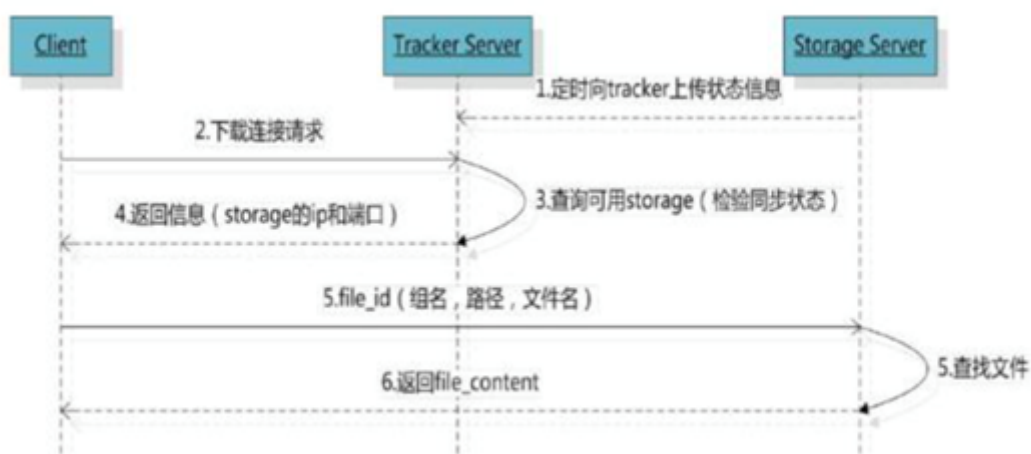 Client
Tracker Server
Storage Server
1.定时向tracker上传状态信息
2.下载连接请求
3.查询可用storage（检验同步状态）
4.返回信息（storage的ip和端口）
5.file_id（组名，路径，文件名）
5.查找文件
6.返回file_content